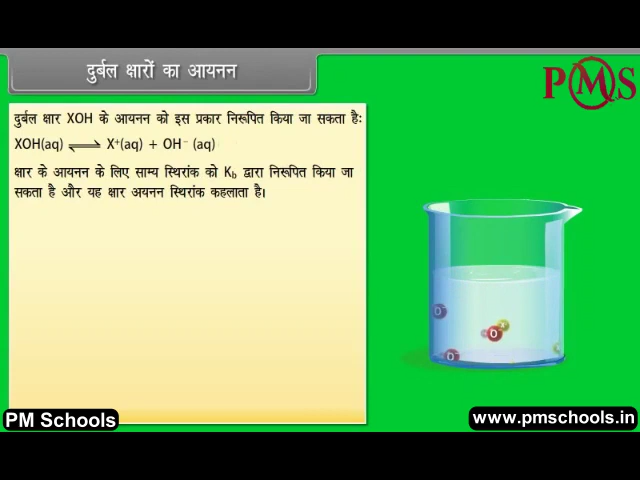 दुर्बल क्षारों का आयनन
PMS
दुर्बल क्षार XOH के आयनन को इस प्रकार निरूपित किया जा सकता है:
XOH(aq) ⇌ X⁺(aq) + OH⁻ (aq)
क्षार के आयनन के लिए साम्य स्थिरांक को K_b द्वारा निरूपित किया जा
सकता है और यह क्षार अयनन स्थिरांक कहलाता है।
PM Schools
www.pmschools.in